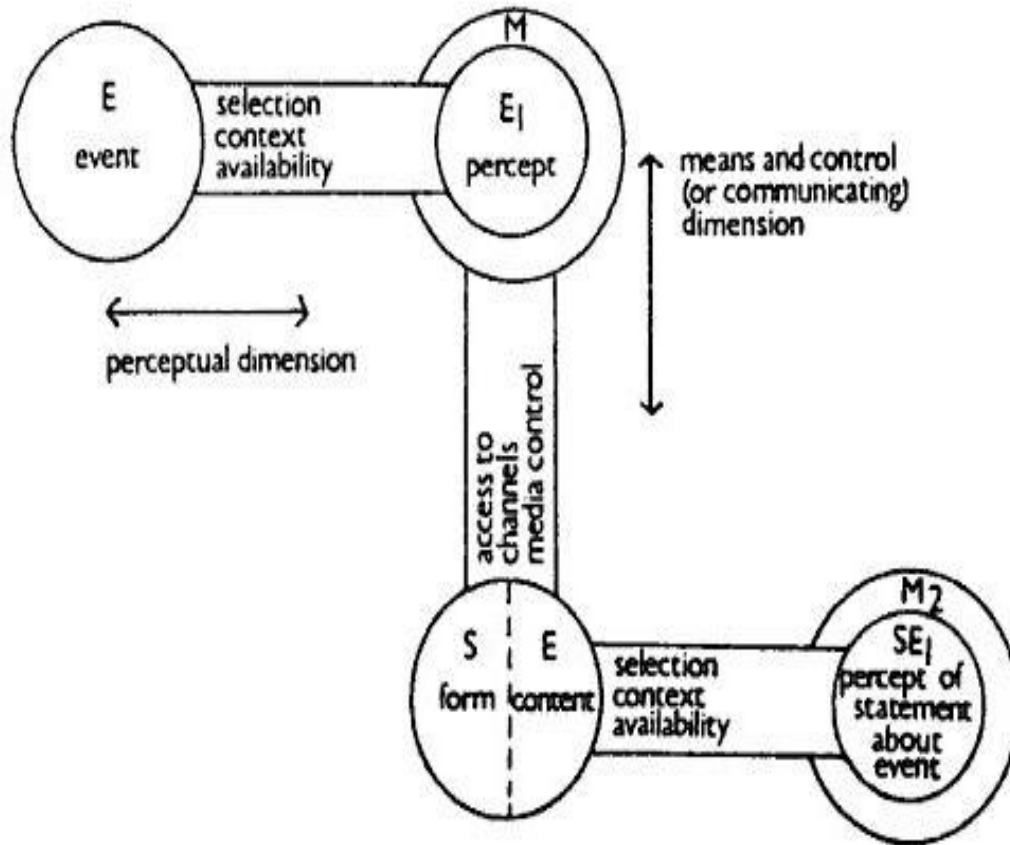 M
E
event
selection
context
availability
E1
percept
means and control
(or communicating)
dimension
perceptual dimension
access to
channels
media control
S
form
E
content
selection
context
availability
M2
SE1
percept of
statement
about
event